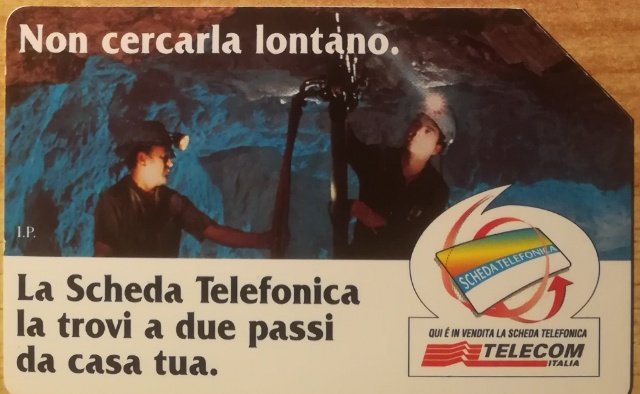 Non cercarla lontano.
I.P.
SCHEDA TELEFONICA
La Scheda Telefonica
la trovi a due passi
da casa tua.
QUI É IN VENDITA LA SCHEDA TELEFONICA
TELECOM
ITALIA